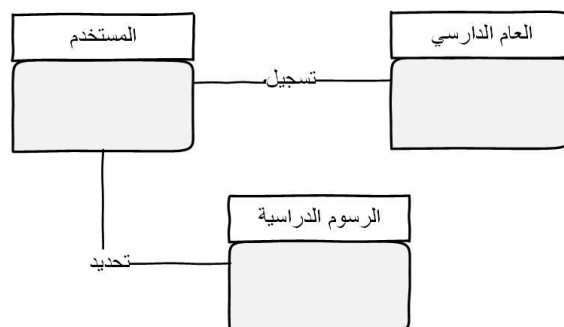 العام الدارسي
المستخدم
تسجيل
الرسوم الدراسية
تحديد